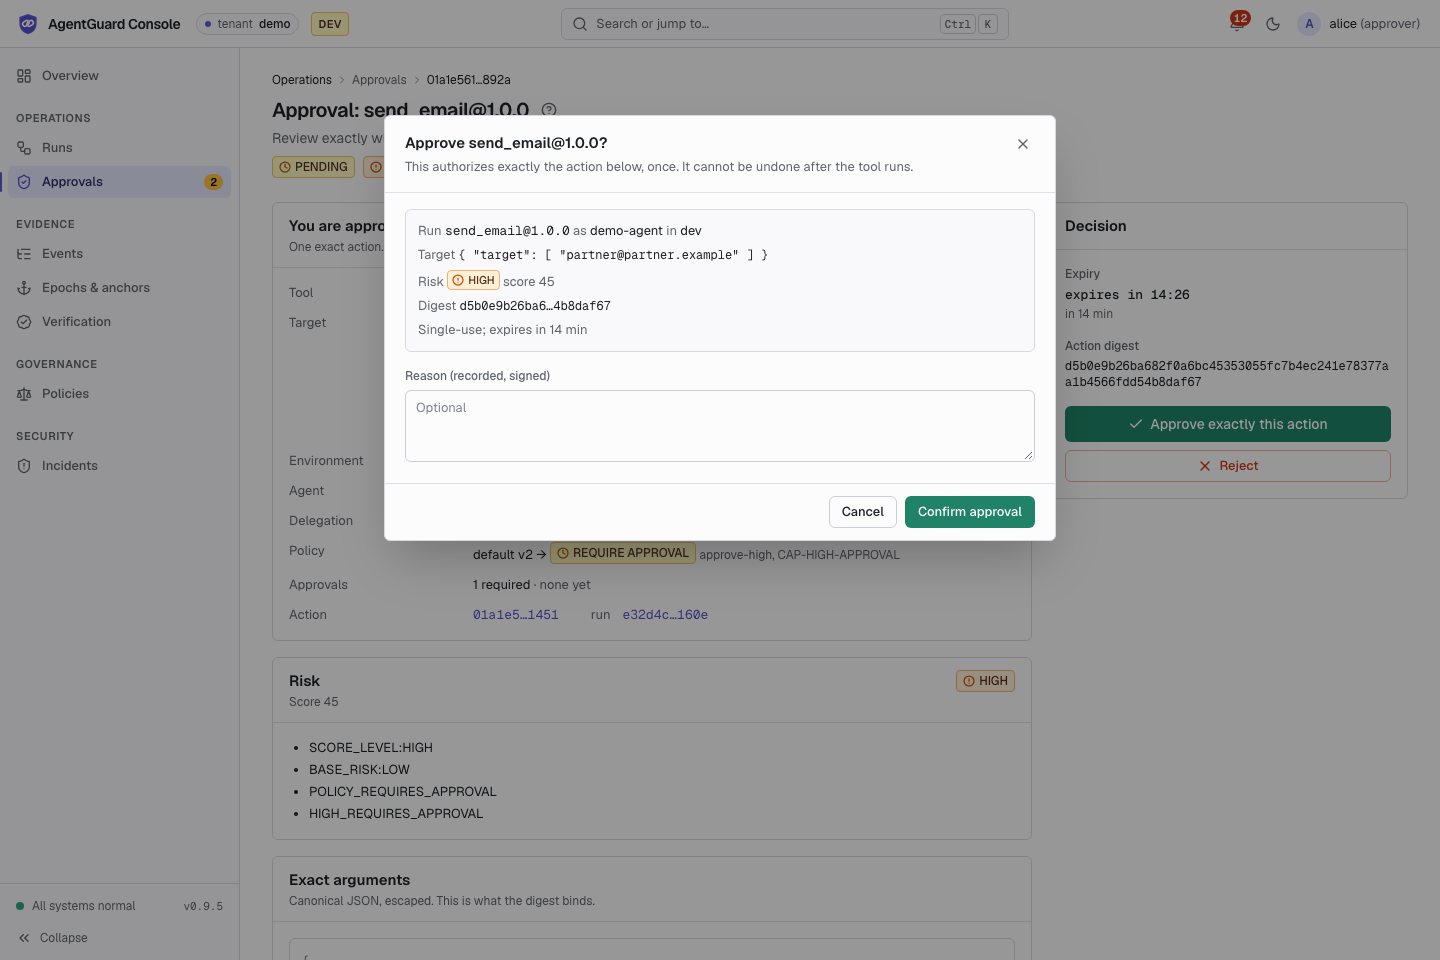 AgentGuard Console
tenant demo
DEV
Search or jump to…
Ctrl K
12
A
alice (approver)
Overview
OPERATIONS
Runs
Approvals
2
EVIDENCE
Events
Epochs & anchors
Verification
GOVERNANCE
Policies
SECURITY
Incidents
All systems normal
v0.9.5
Collapse
Operations
Approvals
01a1e561…892a
Approval: send_email@1.0.0
Review exactly w
PENDING
You are appro
One exact action.
Tool
Target
Environment
Agent
Delegation
Policy
default v2 → REQUIRE APPROVAL approve-high, CAP-HIGH-APPROVAL
Approvals
1 required · none yet
Action
01a1e5…1451 run e32d4c…160e
Approve send_email@1.0.0?
This authorizes exactly the action below, once. It cannot be undone after the tool runs.
Run send_email@1.0.0 as demo-agent in dev
Target { "target": [ "partner@partner.example" ] }
Risk HIGH score 45
Digest d5b0e9b26ba6…4b8daf67
Single-use; expires in 14 min
Reason (recorded, signed)
Optional
Cancel
Confirm approval
Decision
Expiry
expires in 14:26
in 14 min
Action digest
d5b0e9b26ba682f0a6bc45353055fc7b4ec241e78377a
a1b4566fdd54b8daf67
Approve exactly this action
Reject
Risk
HIGH
Score 45
SCORE_LEVEL:HIGH
BASE_RISK:LOW
POLICY_REQUIRES_APPROVAL
HIGH_REQUIRES_APPROVAL
Exact arguments
Canonical JSON, escaped. This is what the digest binds.